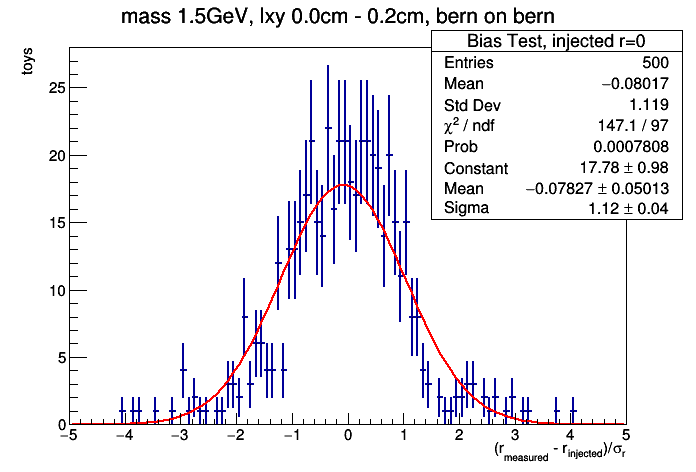 mass 1.5GeV, lxy 0.0cm - 0.2cm, bern on bern
toys
Bias Test, injected r=0
Entries 500
Mean −0.08017
Std Dev 1.119
χ² / ndf 147.1 / 97
Prob 0.0007808
Constant 17.78 ± 0.98
Mean −0.07827 ± 0.05013
Sigma 1.12 ± 0.04
25
20
15
10
5
0
−5 −4 −3 −2 −1 0 1 2 3 4 5
(r_measured - r_injected)/σ_r